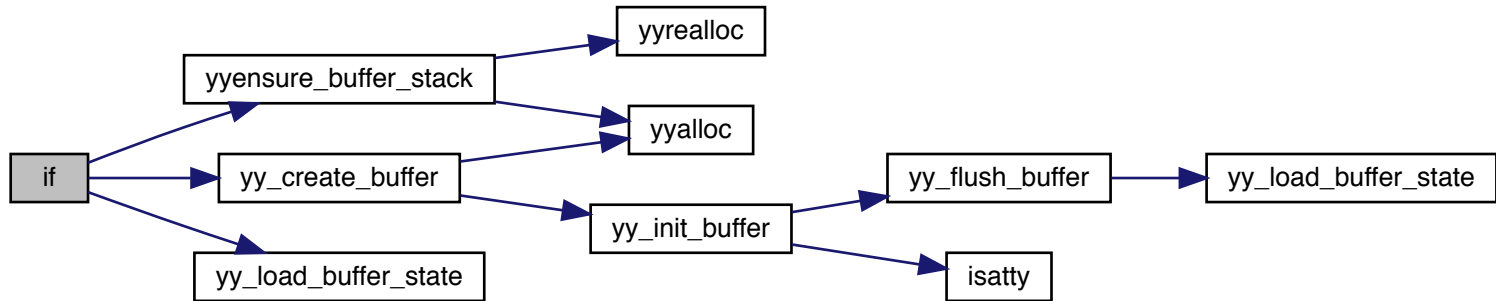 yyrealloc
yyensure_buffer_stack
yyalloc
if
yy_create_buffer
yy_flush_buffer
yy_load_buffer_state
yy_init_buffer
yy_load_buffer_state
isatty